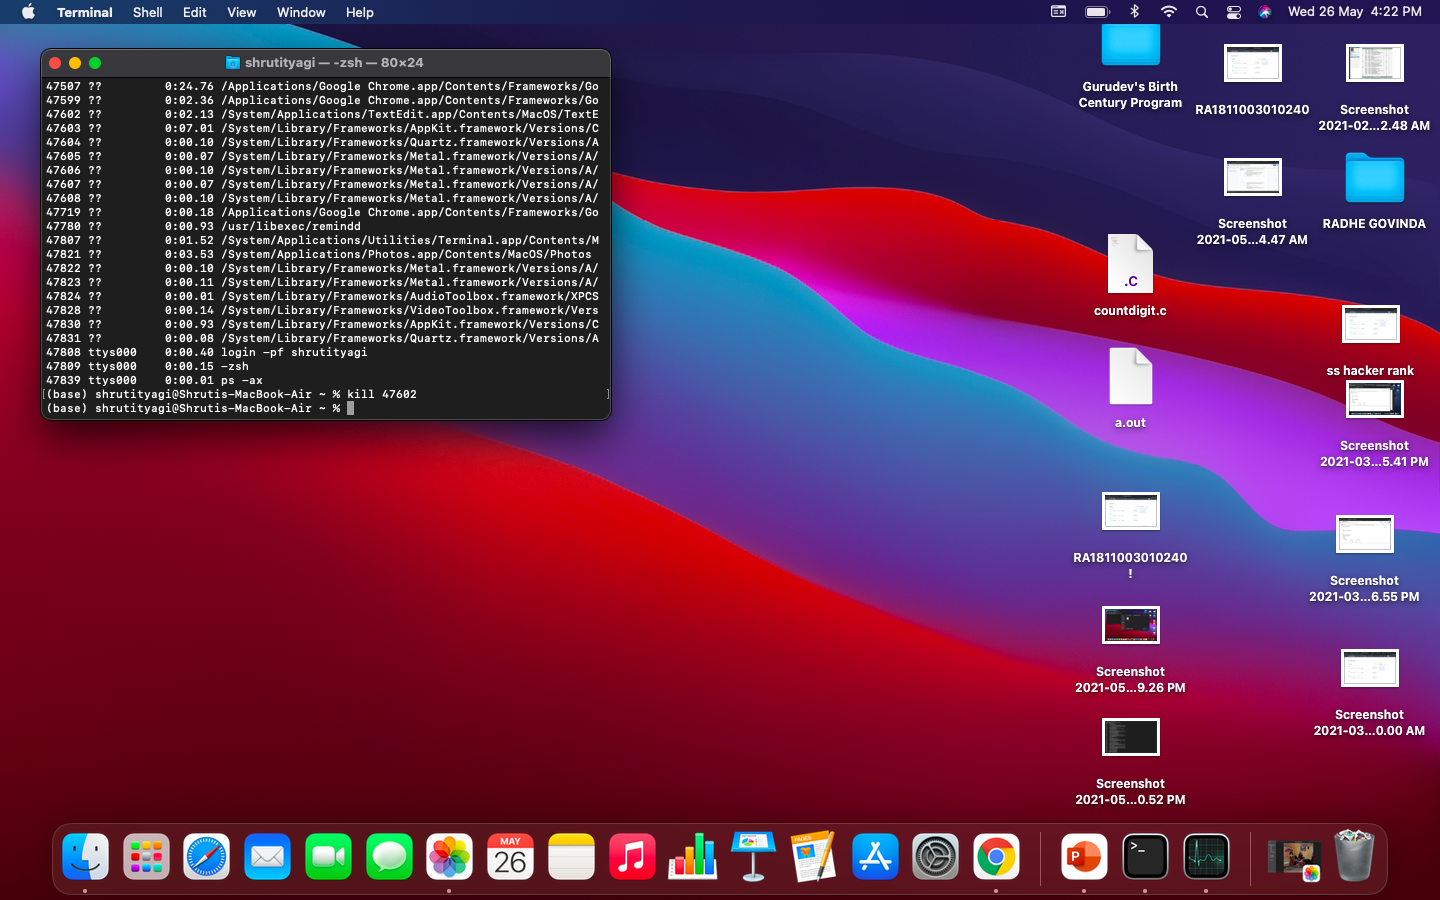 Terminal Shell Edit View Window Help
Wed 26 May 4:22 PM
shrutityagi — -zsh — 80×24
47507 ?? 0:24.76 /Applications/Google Chrome.app/Contents/Frameworks/Go
47599 ?? 0:02.36 /Applications/Google Chrome.app/Contents/Frameworks/Go
47602 ?? 0:02.13 /System/Applications/TextEdit.app/Contents/MacOS/TextE
47603 ?? 0:07.01 /System/Library/Frameworks/AppKit.framework/Versions/C
47604 ?? 0:00.10 /System/Library/Frameworks/Quartz.framework/Versions/A
47605 ?? 0:00.07 /System/Library/Frameworks/Metal.framework/Versions/A/
47606 ?? 0:00.10 /System/Library/Frameworks/Metal.framework/Versions/A/
47607 ?? 0:00.07 /System/Library/Frameworks/Metal.framework/Versions/A/
47608 ?? 0:00.10 /System/Library/Frameworks/Metal.framework/Versions/A/
47719 ?? 0:00.18 /Applications/Google Chrome.app/Contents/Frameworks/Go
47780 ?? 0:00.93 /usr/libexec/remindd
47807 ?? 0:01.52 /System/Applications/Utilities/Terminal.app/Contents/M
47821 ?? 0:03.53 /System/Applications/Photos.app/Contents/MacOS/Photos
47822 ?? 0:00.10 /System/Library/Frameworks/Metal.framework/Versions/A/
47823 ?? 0:00.11 /System/Library/Frameworks/Metal.framework/Versions/A/
47824 ?? 0:00.01 /System/Library/Frameworks/AudioToolbox.framework/XPCS
47828 ?? 0:00.14 /System/Library/Frameworks/VideoToolbox.framework/Vers
47830 ?? 0:00.93 /System/Library/Frameworks/AppKit.framework/Versions/C
47831 ?? 0:00.08 /System/Library/Frameworks/Quartz.framework/Versions/A
47808 ttys000 0:00.40 login -pf shrutityagi
47809 ttys000 0:00.15 -zsh
47839 ttys000 0:00.01 ps -ax
[(base) shrutityagi@Shrutis-MacBook-Air ~ % kill 47602 ]
(base) shrutityagi@Shrutis-MacBook-Air ~ %
Gurudev's Birth
Century Program
RA1811003010240
Screenshot
2021-02...2.48 AM
Screenshot
2021-05...4.47 AM
RADHE GOVINDA
.C
countdigit.c
ss hacker rank
a.out
Screenshot
2021-03...5.41 PM
RA1811003010240
!
Screenshot
2021-03...6.55 PM
Screenshot
2021-05...9.26 PM
Screenshot
2021-03...0.00 AM
Screenshot
2021-05...0.52 PM
MAY
26
PAGES
P
>_